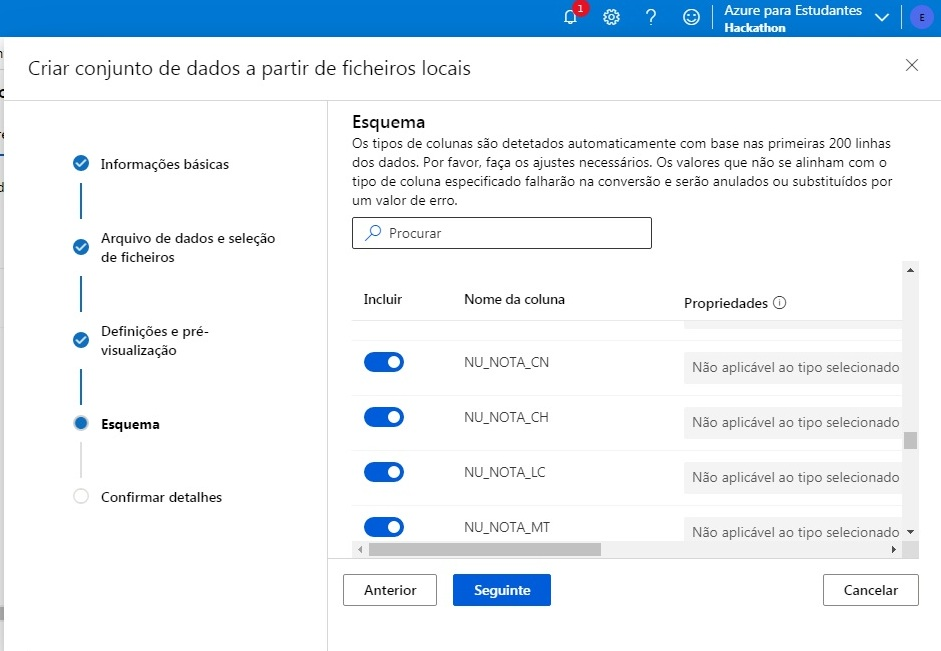 1
Azure para Estudantes
Hackathon
E
Criar conjunto de dados a partir de ficheiros locais
Informações básicas
Arquivo de dados e seleção
de ficheiros
Definições e pré-
visualização
Esquema
Confirmar detalhes
Esquema
Os tipos de colunas são detetados automaticamente com base nas primeiras 200 linhas
dos dados. Por favor, faça os ajustes necessários. Os valores que não se alinham com o
tipo de coluna especificado falharão na conversão e serão anulados ou substituídos por
um valor de erro.
Procurar
Incluir Nome da coluna Propriedades
NU_NOTA_CN Não aplicável ao tipo selecionado
NU_NOTA_CH Não aplicável ao tipo selecionado
NU_NOTA_LC Não aplicável ao tipo selecionado
NU_NOTA_MT Não aplicável ao tipo selecionado
Anterior Seguinte Cancelar